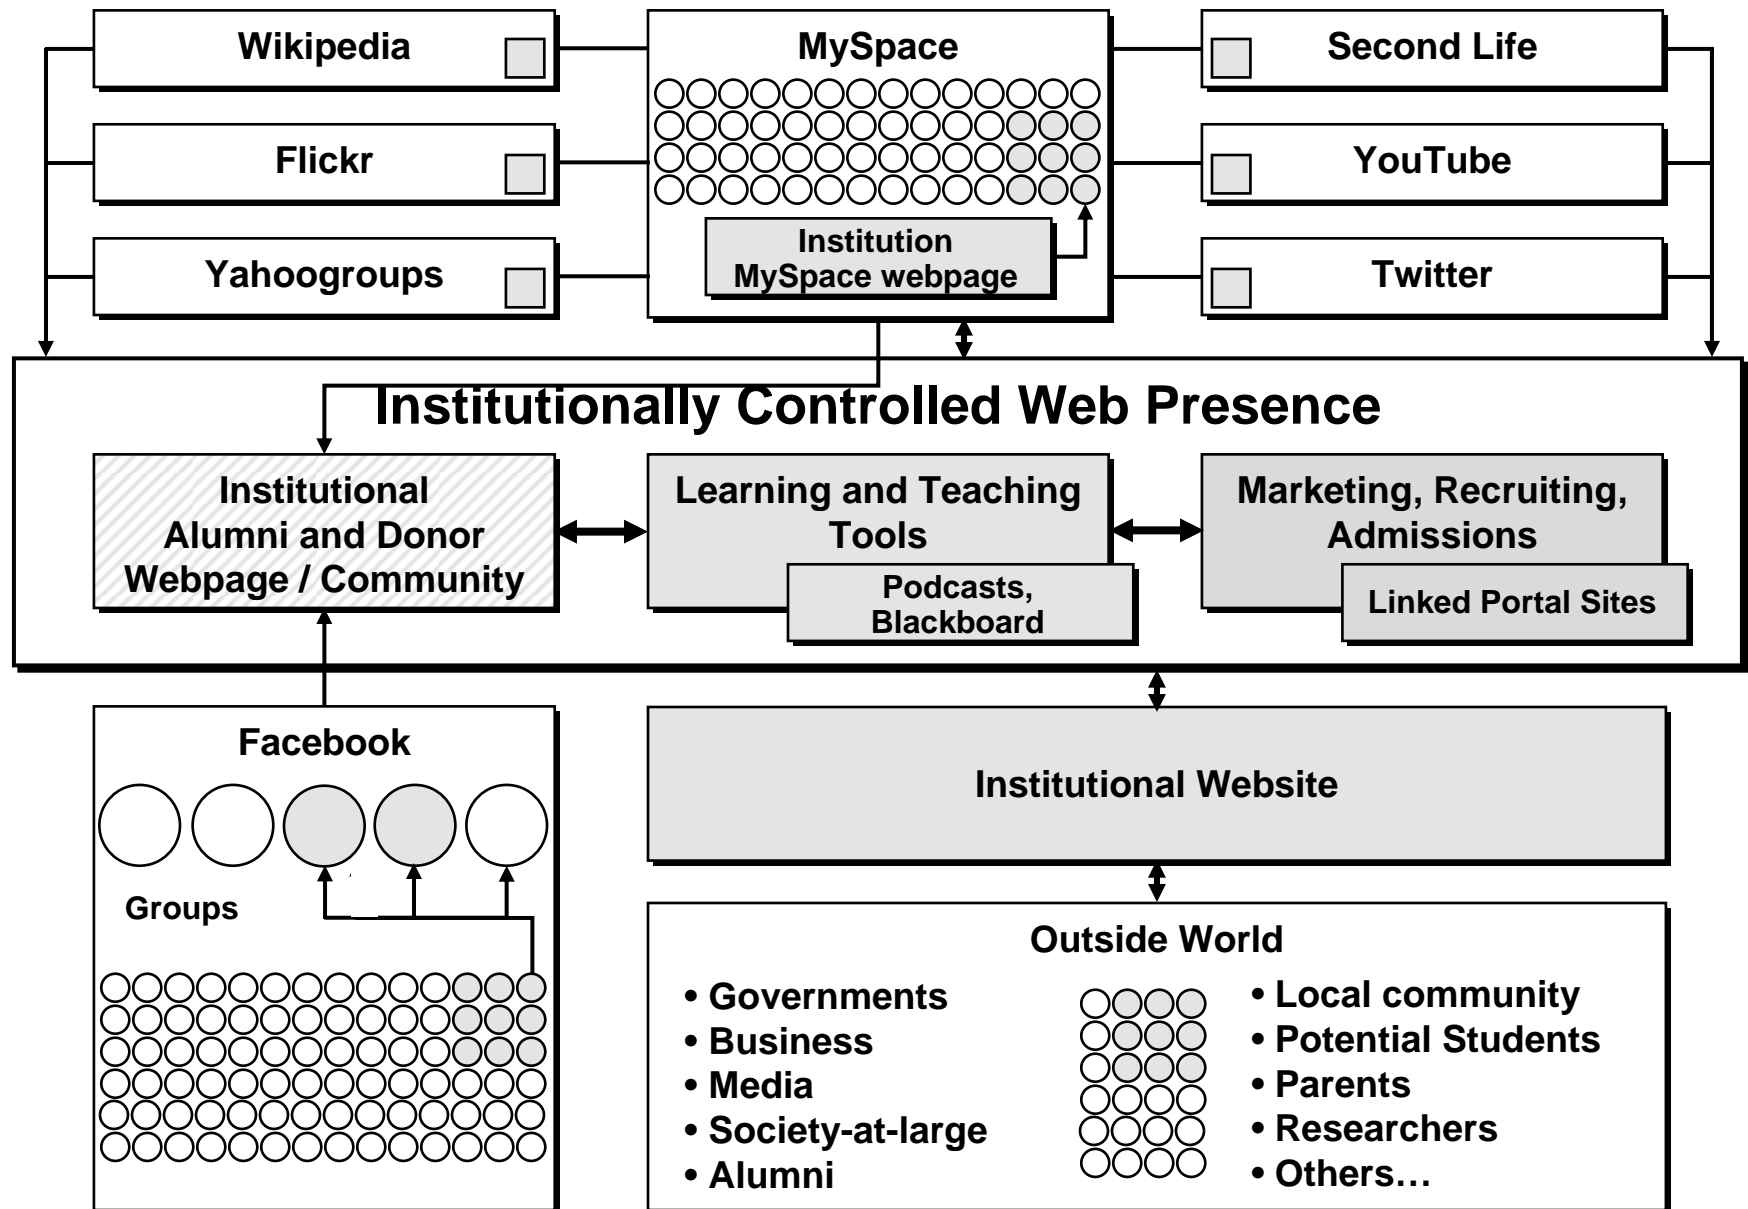 Wikipedia
MySpace
Second Life
Flickr
YouTube
Yahoogroups
Institution
MySpace webpage
Twitter
Institutionally Controlled Web Presence
Institutional
Alumni and Donor
Webpage / Community
Learning and Teaching
Tools
Podcasts,
Blackboard
Marketing, Recruiting,
Admissions
Linked Portal Sites
Facebook
Groups
Institutional Website
Outside World
• Governments
• Business
• Media
• Society-at-large
• Alumni
• Local community
• Potential Students
• Parents
• Researchers
• Others…